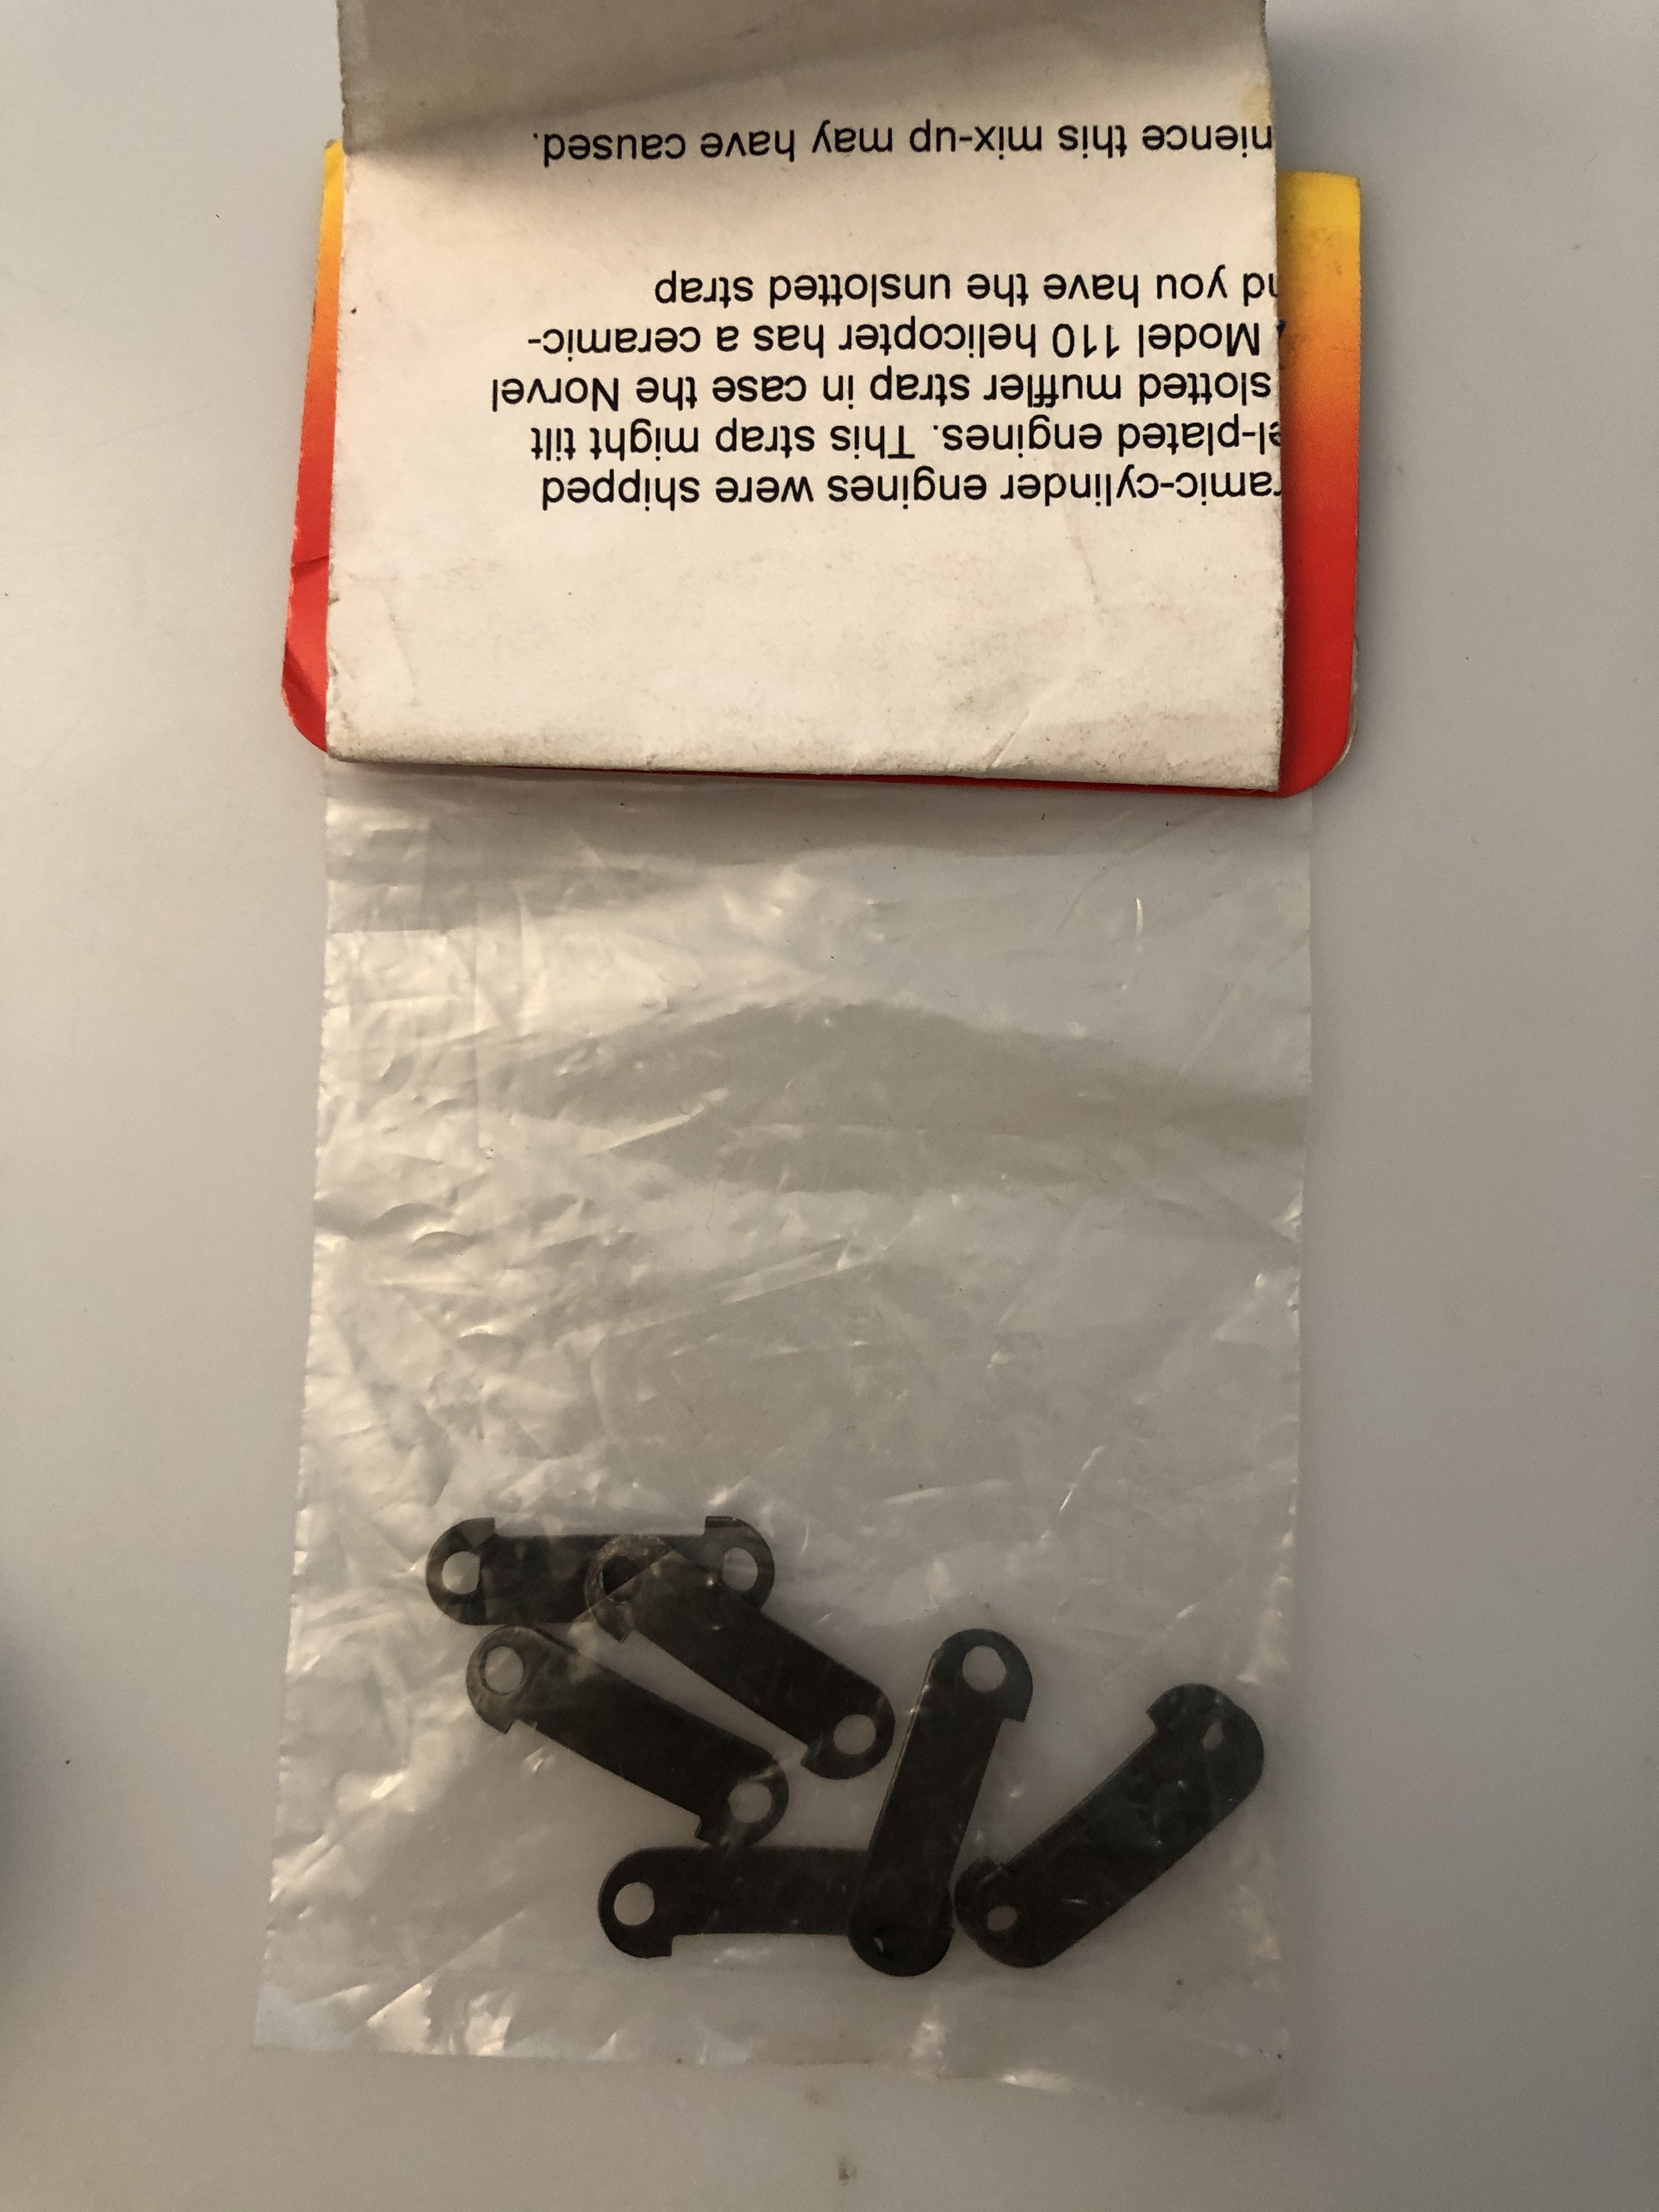 ramic-cylinder engines were shipped
el-plated engines. This strap might tilt
slotted muffler strap in case the Norvel
Model 110 helicopter has a ceramic-
d you have the unslotted strap
nience this mix-up may have caused.